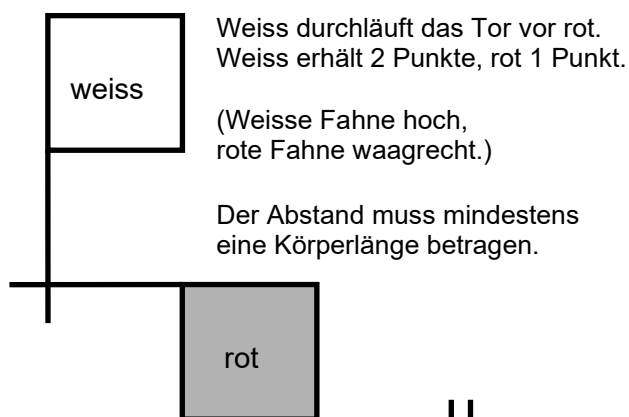 Weiss durchläuft das Tor vor rot.
Weiss erhält 2 Punkte, rot 1 Punkt.
weiss
(Weisse Fahne hoch,
rote Fahne waagrecht.)
Der Abstand muss mindestens
eine Körperlänge betragen.
rot